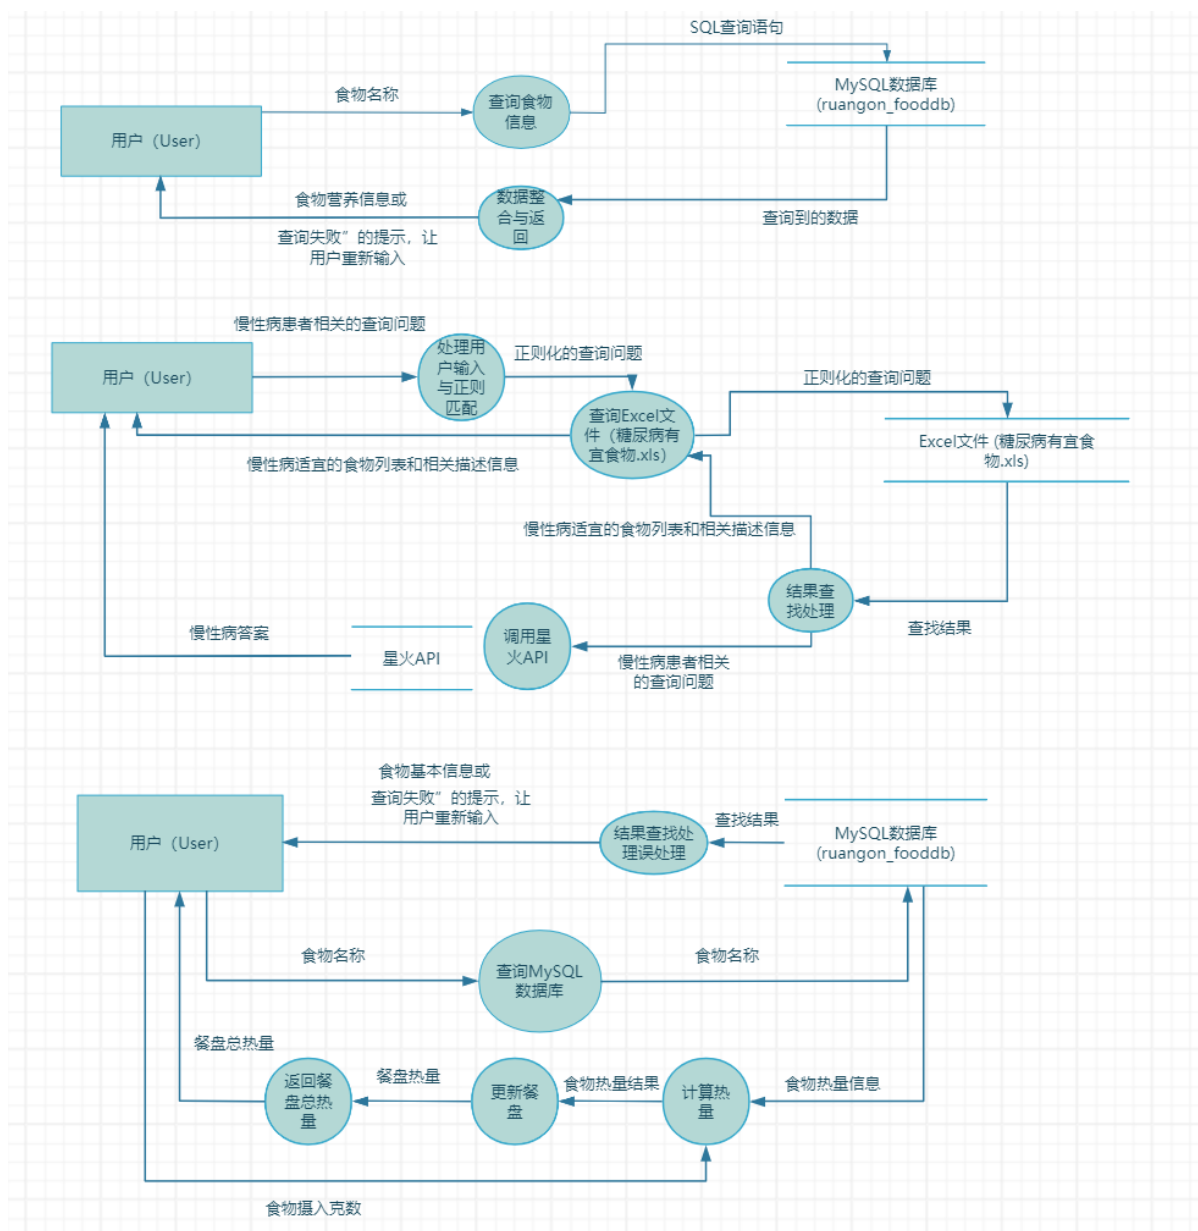 SQL查询语句
食物名称
查询食物
信息
MySQL数据库
(ruangon_fooddb)
用户（User）
食物营养信息或
查询失败”的提示，让
用户重新输入
数据整
合与返
回
查询到的数据
慢性病患者相关的查询问题
用户（User）
处理用
户输入
与正则
匹配
正则化的查询问题
正则化的查询问题
查询Excel文
件（糖尿病有
宜食物.xls）
Excel文件 (糖尿病有宜食
物.xls)
慢性病适宜的食物列表和相关描述信息
慢性病适宜的食物列表和相关描述信息
结果查
找处理
查找结果
慢性病答案
星火API
调用星
火API
慢性病患者相关
的查询问题
食物基本信息或
查询失败”的提示，让
用户重新输入
用户（User）
结果查找处
理误处理
查找结果
MySQL数据库
(ruangon_fooddb)
食物名称
查询MySQL
数据库
食物名称
餐盘总热量
返回餐
盘总热
量
餐盘热量
更新餐
盘
食物热量结果
计算热
量
食物热量信息
食物摄入克数